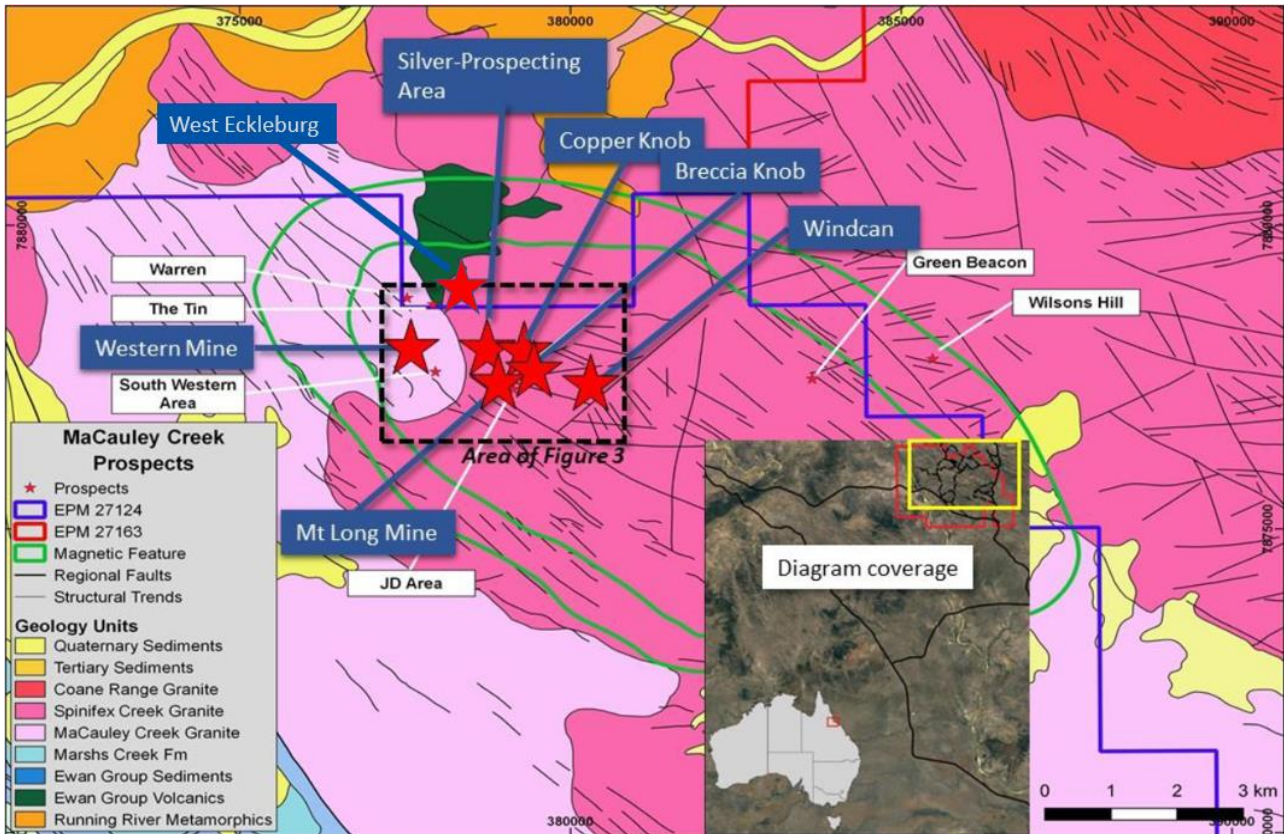 375000
380000
385000
390000
Silver-Prospecting
Area
West Eckleburg
Copper Knob
Breccia Knob
7880000
7880000
Windcan
Warren
Green Beacon
The Tin
Wilsons Hill
Western Mine
South Western
Area
Area of Figure 3
MaCauley Creek
Prospects
Prospects
EPM 27124
EPM 27163
Magnetic Feature
Regional Faults
Structural Trends
Geology Units
Quaternary Sediments
Tertiary Sediments
Coane Range Granite
Spinifex Creek Granite
MaCauley Creek Granite
Marshs Creek Fm
Ewan Group Sediments
Ewan Group Volcanics
Running River Metamorphics
Mt Long Mine
JD Area
7875000
Diagram coverage
0 1 2 3 km
380000